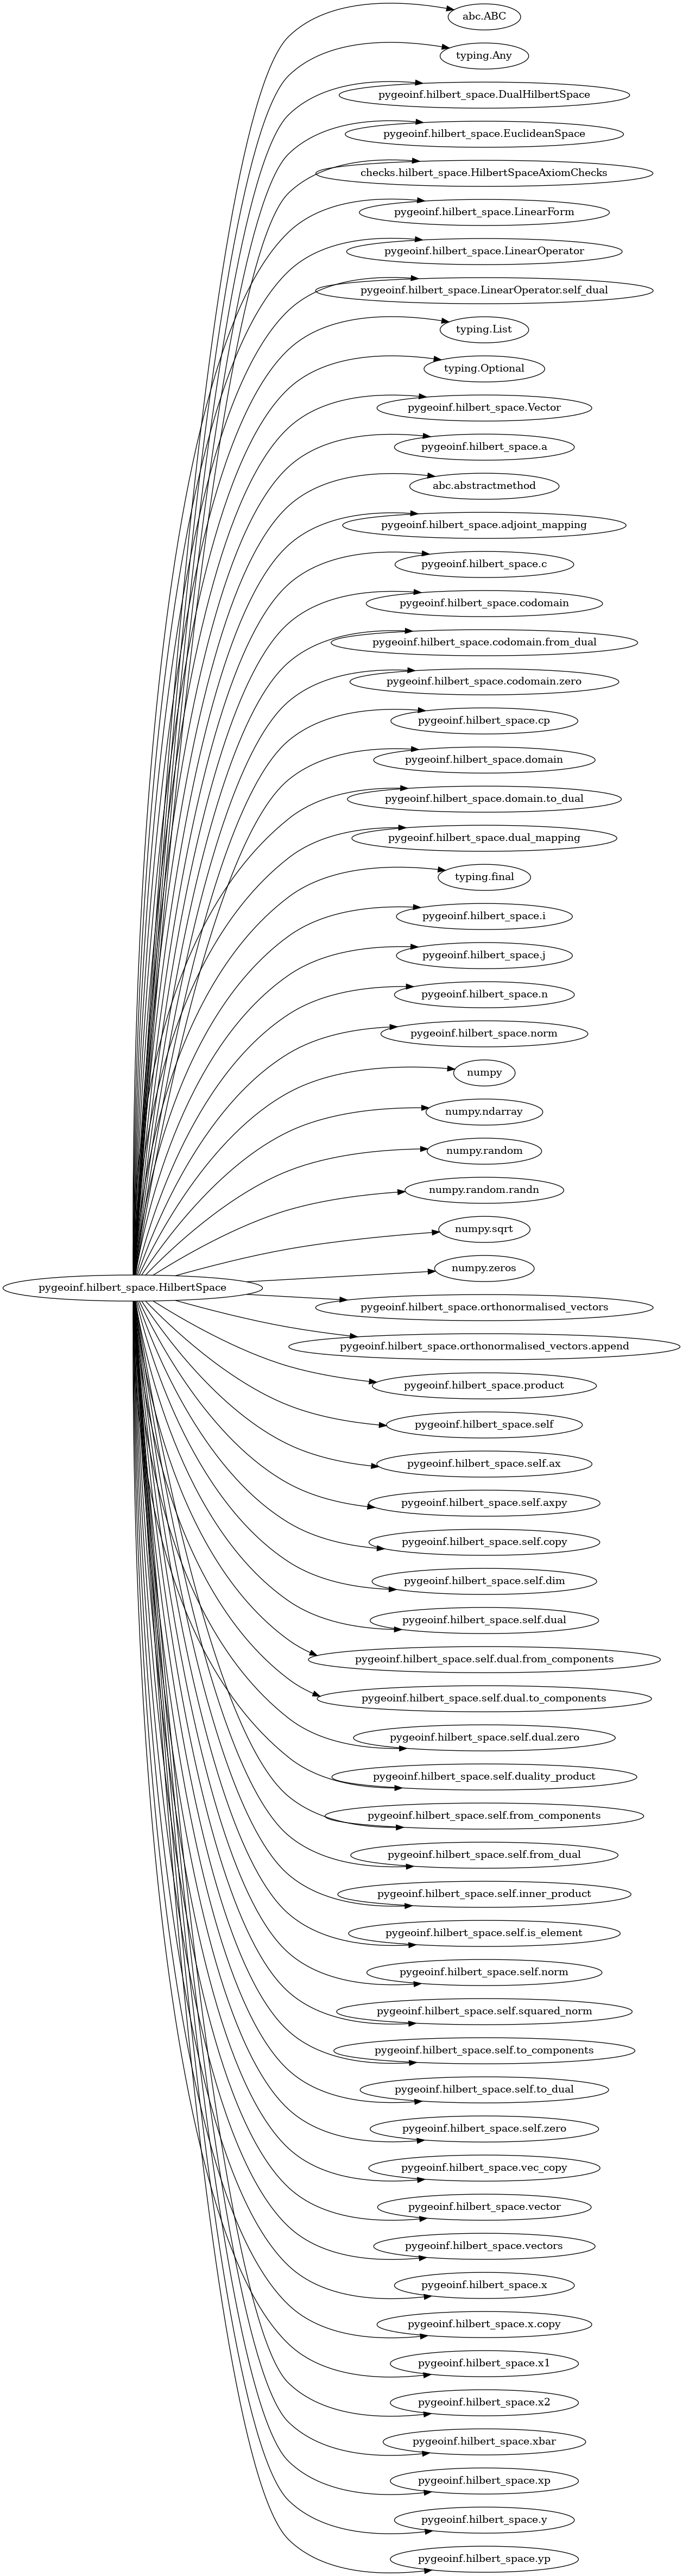 abc.ABC
typing.Any
pygeoinf.hilbert_space.DualHilbertSpace
pygeoinf.hilbert_space.EuclideanSpace
checks.hilbert_space.HilbertSpaceAxiomChecks
pygeoinf.hilbert_space.LinearForm
pygeoinf.hilbert_space.LinearOperator
pygeoinf.hilbert_space.LinearOperator.self_dual
typing.List
typing.Optional
pygeoinf.hilbert_space.Vector
pygeoinf.hilbert_space.a
abc.abstractmethod
pygeoinf.hilbert_space.adjoint_mapping
pygeoinf.hilbert_space.c
pygeoinf.hilbert_space.codomain
pygeoinf.hilbert_space.codomain.from_dual
pygeoinf.hilbert_space.codomain.zero
pygeoinf.hilbert_space.cp
pygeoinf.hilbert_space.domain
pygeoinf.hilbert_space.domain.to_dual
pygeoinf.hilbert_space.dual_mapping
typing.final
pygeoinf.hilbert_space.i
pygeoinf.hilbert_space.j
pygeoinf.hilbert_space.n
pygeoinf.hilbert_space.norm
numpy
numpy.ndarray
numpy.random
numpy.random.randn
numpy.sqrt
numpy.zeros
pygeoinf.hilbert_space.HilbertSpace
pygeoinf.hilbert_space.orthonormalised_vectors
pygeoinf.hilbert_space.orthonormalised_vectors.append
pygeoinf.hilbert_space.product
pygeoinf.hilbert_space.self
pygeoinf.hilbert_space.self.ax
pygeoinf.hilbert_space.self.axpy
pygeoinf.hilbert_space.self.copy
pygeoinf.hilbert_space.self.dim
pygeoinf.hilbert_space.self.dual
pygeoinf.hilbert_space.self.dual.from_components
pygeoinf.hilbert_space.self.dual.to_components
pygeoinf.hilbert_space.self.dual.zero
pygeoinf.hilbert_space.self.duality_product
pygeoinf.hilbert_space.self.from_components
pygeoinf.hilbert_space.self.from_dual
pygeoinf.hilbert_space.self.inner_product
pygeoinf.hilbert_space.self.is_element
pygeoinf.hilbert_space.self.norm
pygeoinf.hilbert_space.self.squared_norm
pygeoinf.hilbert_space.self.to_components
pygeoinf.hilbert_space.self.to_dual
pygeoinf.hilbert_space.self.zero
pygeoinf.hilbert_space.vec_copy
pygeoinf.hilbert_space.vector
pygeoinf.hilbert_space.vectors
pygeoinf.hilbert_space.x
pygeoinf.hilbert_space.x.copy
pygeoinf.hilbert_space.x1
pygeoinf.hilbert_space.x2
pygeoinf.hilbert_space.xbar
pygeoinf.hilbert_space.xp
pygeoinf.hilbert_space.y
pygeoinf.hilbert_space.yp